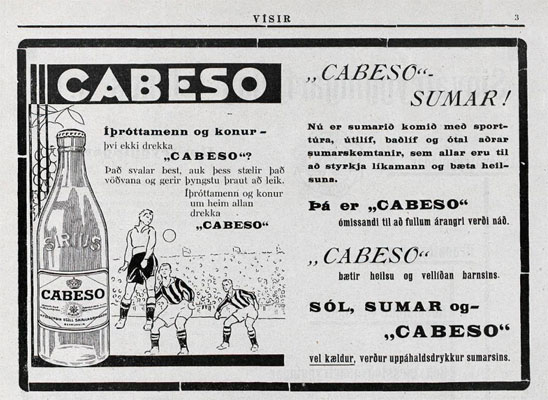 VÍSIR
3
CABESO
Íþróttamenn og konur –
því ekki drekka
„CABESO“?
Það svalar best, auk þess stælir það
vöðvana og gerir þyngstu þraut að leik.
Íþróttamenn og konur
um heim allan
drekka
„CABESO“
SIRIUS
CABESO
„CABESO“-
SUMAR!
Nú er sumarið komið með sport-
túra, útilíf, baðlíf og ótal aðrar
sumarskemtanir, sem allar eru til
að styrkja líkamann og bæta heil-
suna.
Þá er „CABESO“
ómissandi til að fullum árangri verði náð.
„CABESO“
bætir heilsu og vellíðan barnsins.
SÓL, SUMAR og–
„CABESO“
vel kældur, verður uppáhaldsdrykkur sumarsins.